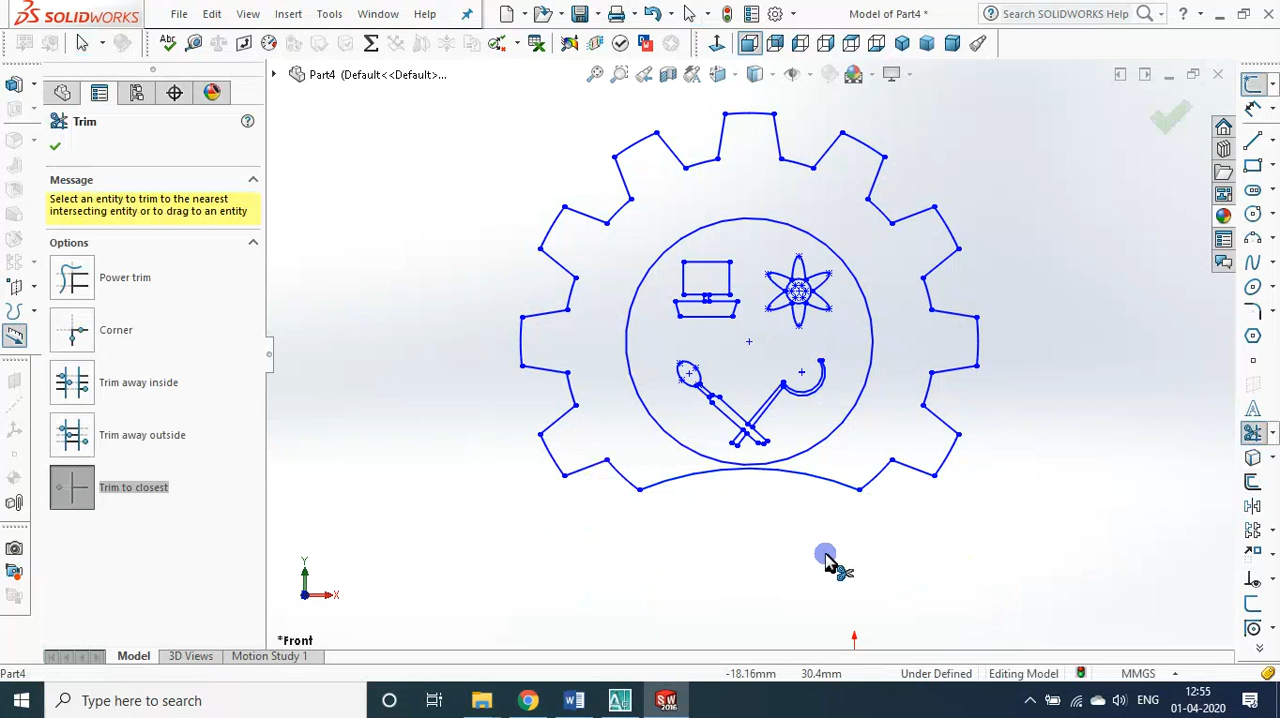 SOLIDWORKS
File Edit View Insert Tools Window Help
Model of Part4 *
Search SOLIDWORKS Help
Part4 (Default<<Default>...
Trim
Message
Select an entity to trim to the nearest
intersecting entity or to drag to an entity
Options
Power trim
Corner
Trim away inside
Trim away outside
Trim to closest
Y
X
*Front
Model 3D Views Motion Study 1
Part4
-18.16mm 30.4mm Under Defined Editing Model MMGS
Type here to search
ENG
12:55
01-04-2020